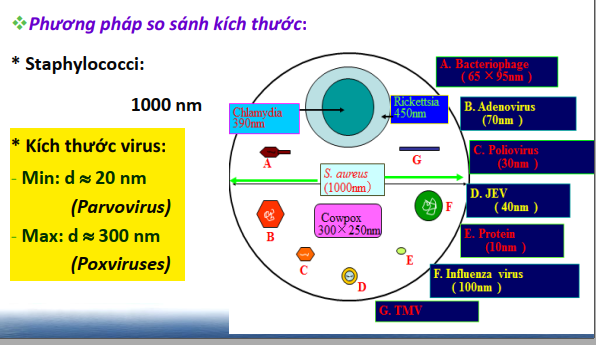 ❖Phương pháp so sánh kích thước:
* Staphylococci:
1000 nm
* Kích thước virus:
- Min: d ≈ 20 nm
(Parvovirus)
- Max: d ≈ 300 nm
(Poxviruses)
Chlamydia
390nm
Rickettsia
450nm
A
G
S. aureus
(1000nm)
B
Cowpox
300×250nm
F
C
D
E
A. Bacteriophage
(65×95nm)
B. Adenovirus
(70nm)
C. Poliovirus
(30nm)
D. JEV
(40nm)
E. Protein
(10nm)
F. Influenza virus
(100nm)
G. TMV